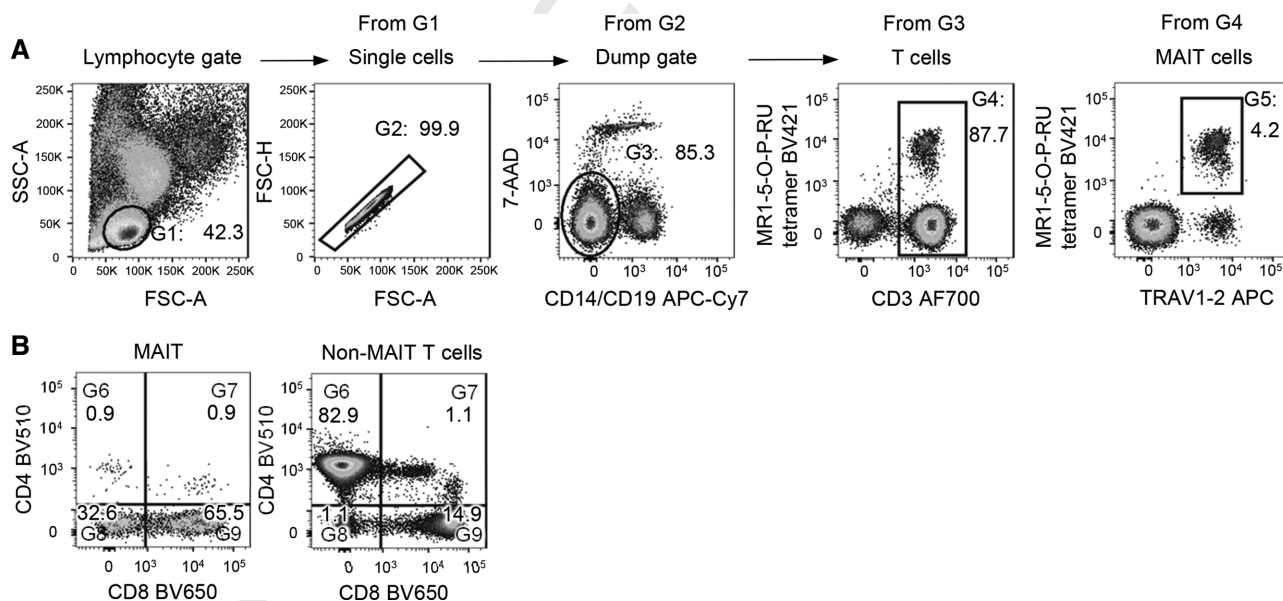 A
Lymphocyte gate
From G1
Single cells
From G2
Dump gate
From G3
T cells
From G4
MAIT cells
SSC-A
250K
200K
150K
100K
50K
0
G1: 42.3
0
50K
100K
150K
200K
250K
FSC-A
FSC-H
250K
200K
150K
100K
50K
0
G2: 99.9
0
50K
100K
150K
200K
250K
FSC-A
7-AAD
10⁵
10⁴
10³
0
G3: 85.3
0
10³
10⁴
10⁵
CD14/CD19 APC-Cy7
MR1-5-O-P-RU
tetramer BV421
10⁵
10⁴
10³
0
G4:
87.7
0
10³
10⁴
10⁵
CD3 AF700
MR1-5-O-P-RU
tetramer BV421
10⁵
10⁴
10³
0
G5:
4.2
0
10³
10⁴
10⁵
TRAV1-2 APC
B
MAIT
CD4 BV510
10⁵
10⁴
10³
0
G6
0.9
G7
0.9
32.6
G8
65.5
G9
0
10³
10⁴
10⁵
CD8 BV650
Non-MAIT T cells
CD4 BV510
10⁵
10⁴
10³
0
G6
82.9
G7
1.1
1.1
G8
14.9
G9
0
10³
10⁴
10⁵
CD8 BV650